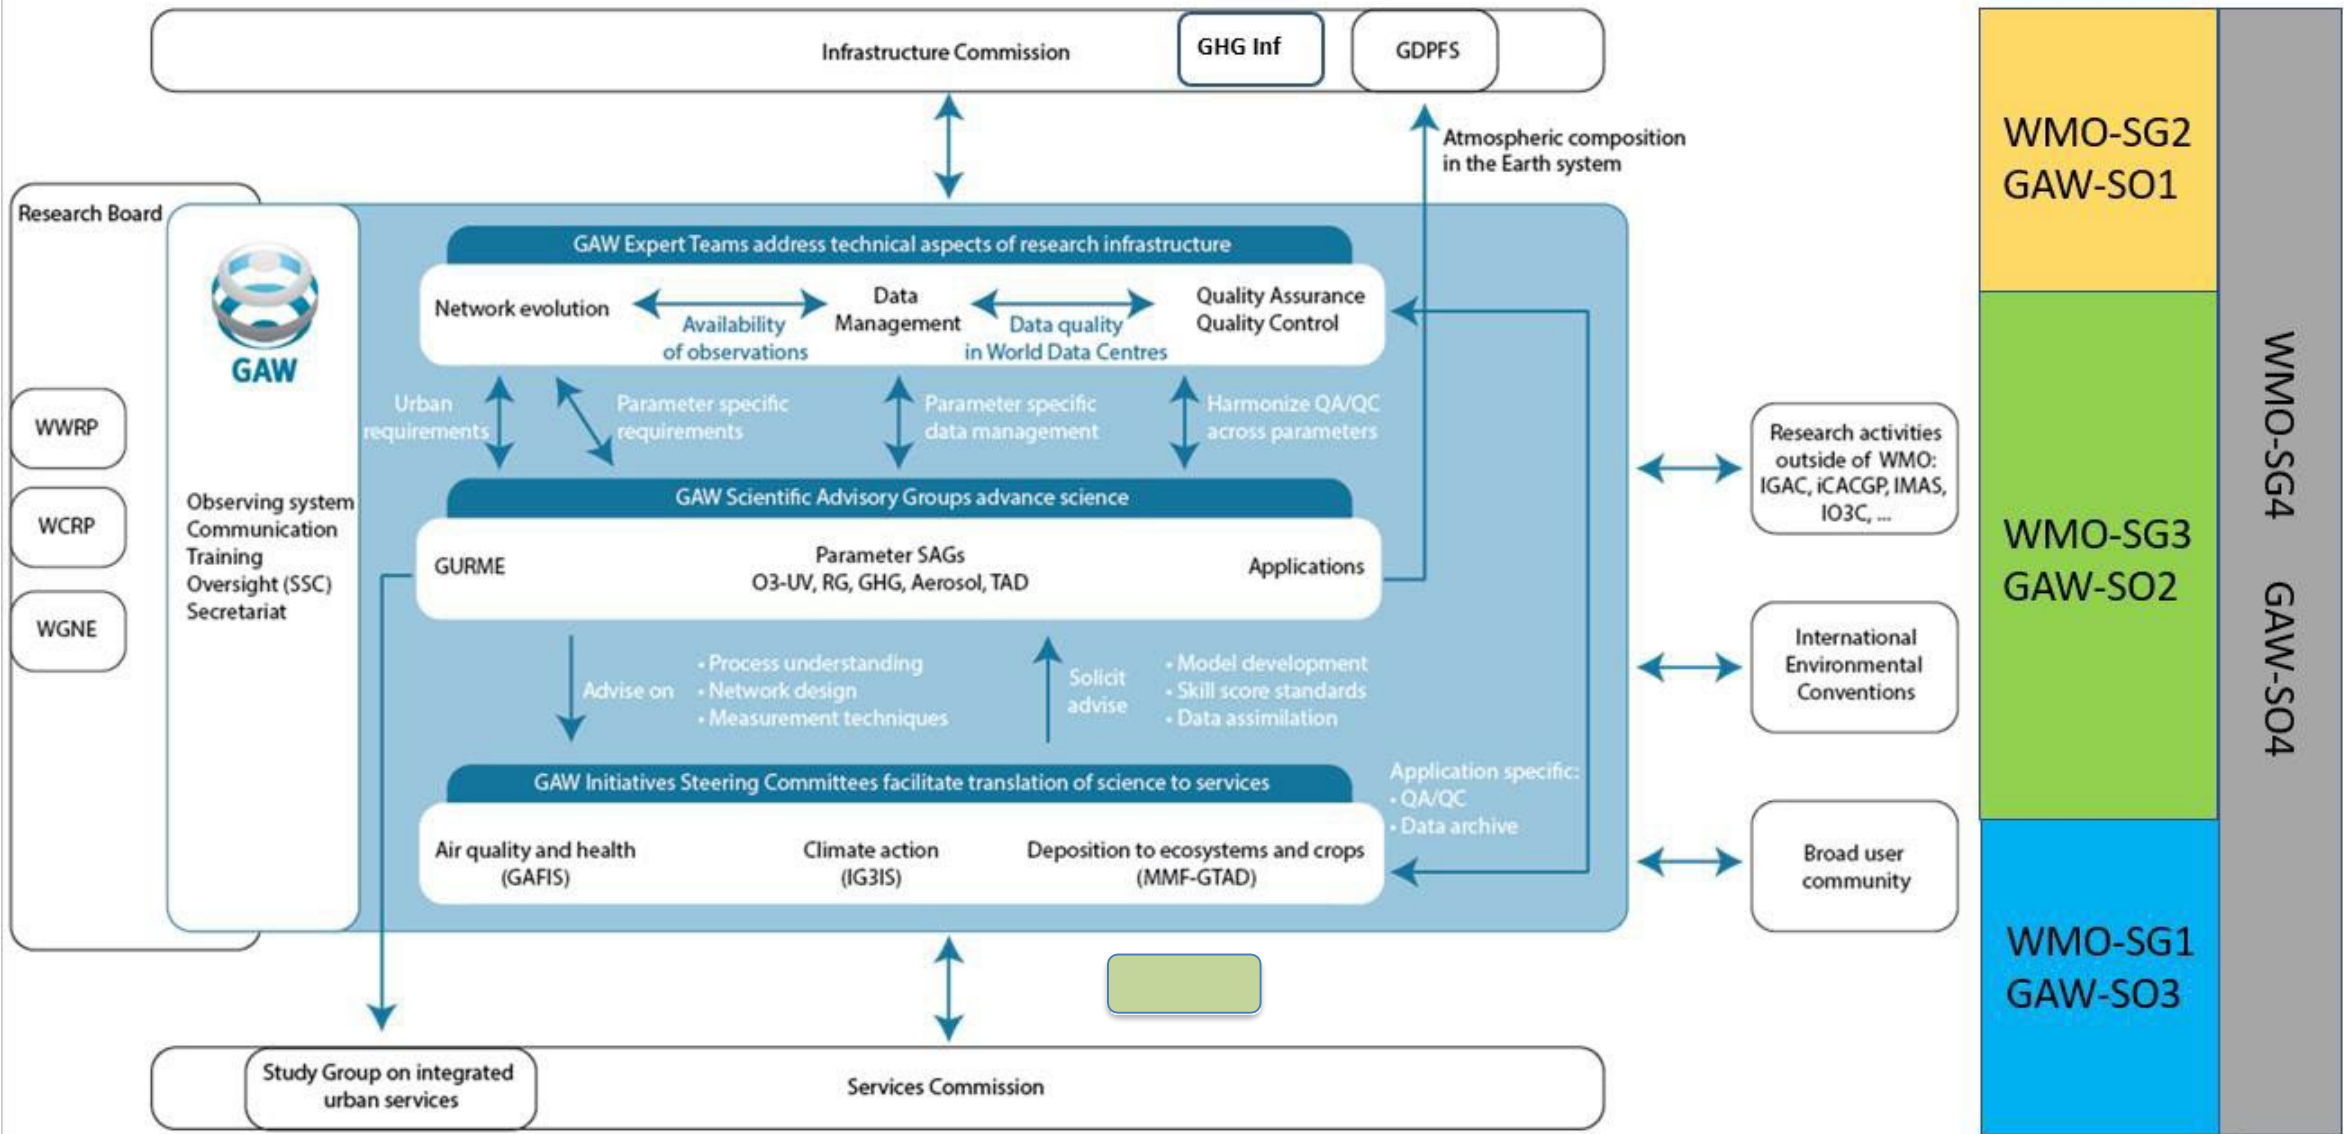 Infrastructure Commission
GHG Inf
GDPFS
Atmospheric composition
in the Earth system
Research Board
GAW
Observing system
Communication
Training
Oversight (SSC)
Secretariat
WWRP
WCRP
WGNE
GAW Expert Teams address technical aspects of research infrastructure
Network evolution
Availability
of observations
Data
Management
Data quality
in World Data Centres
Quality Assurance
Quality Control
Urban
requirements
Parameter specific
requirements
Parameter specific
data management
Harmonize QA/QC
across parameters
GAW Scientific Advisory Groups advance science
GURME
Parameter SAGs
O3-UV, RG, GHG, Aerosol, TAD
Applications
Advise on
• Process understanding
• Network design
• Measurement techniques
Solicit
advise
• Model development
• Skill score standards
• Data assimilation
GAW Initiatives Steering Committees facilitate translation of science to services
Air quality and health
(GAFIS)
Climate action
(IG3IS)
Deposition to ecosystems and crops
(MMF-GTAD)
Application specific:
• QA/QC
• Data archive
Study Group on integrated
urban services
Services Commission
Research activities
outside of WMO:
IGAC, iCACGP, IMAS,
IO3C, ...
International
Environmental
Conventions
Broad user
community
WMO-SG2
GAW-SO1
WMO-SG3
GAW-SO2
WMO-SG1
GAW-SO3
WMO-SG4 GAW-SO4